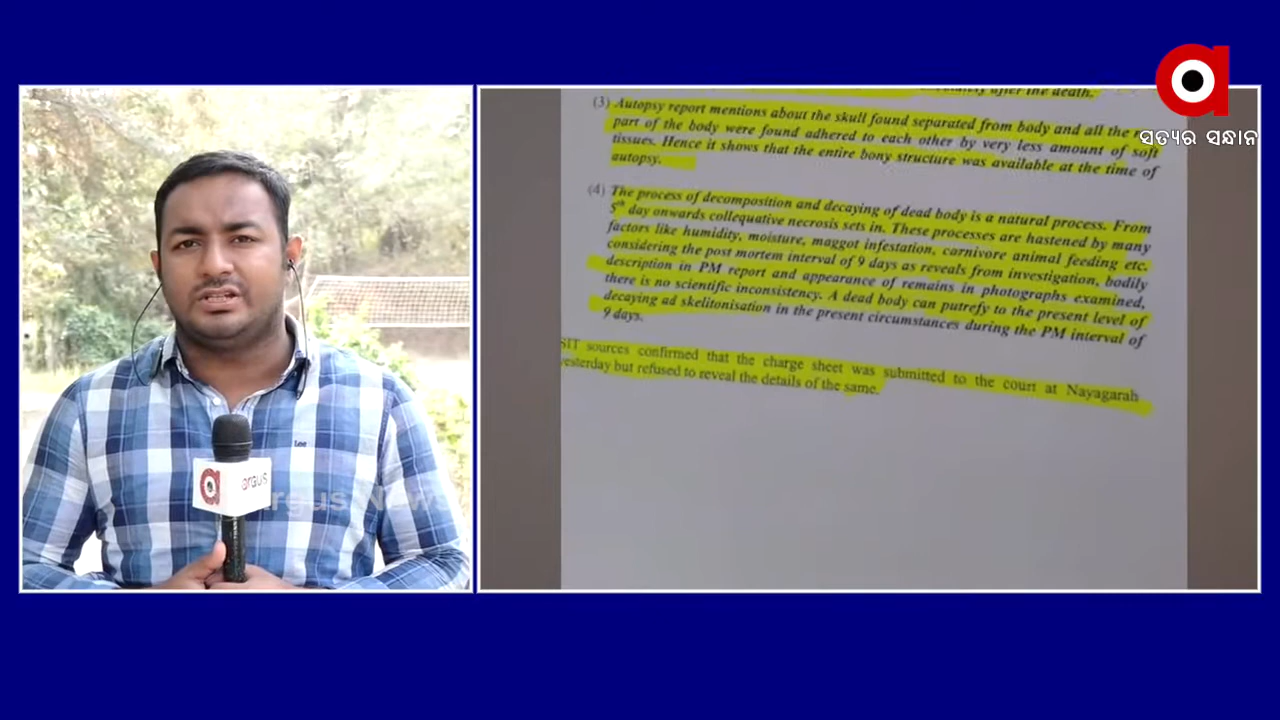 after the death.
(3) Autopsy report mentions about the skull found separated from body and all the
part of the body were found adhered to each other by very less amount of soft
tissues. Hence it shows that the entire bony structure was available at the time of
autopsy.
(4) The process of decomposition and decaying of dead body is a natural process. From
5th day onwards collequative necrosis sets in. These processes are hastened by many
factors like humidity, moisture, maggot infestation, carnivore animal feeding etc.
considering the post mortem interval of 9 days as reveals from investigation, bodily
description in PM report and appearance of remains in photographs examined,
there is no scientific inconsistency. A dead body can putrefy to the present level of
decaying ad skelitonisation in the present circumstances during the PM interval of
9 days.
SIT sources confirmed that the charge sheet was submitted to the court at Nayagarah
yesterday but refused to reveal the details of the same.
ସତ୍ୟର ସନ୍ଧାନ
Lee
argus
Argus News